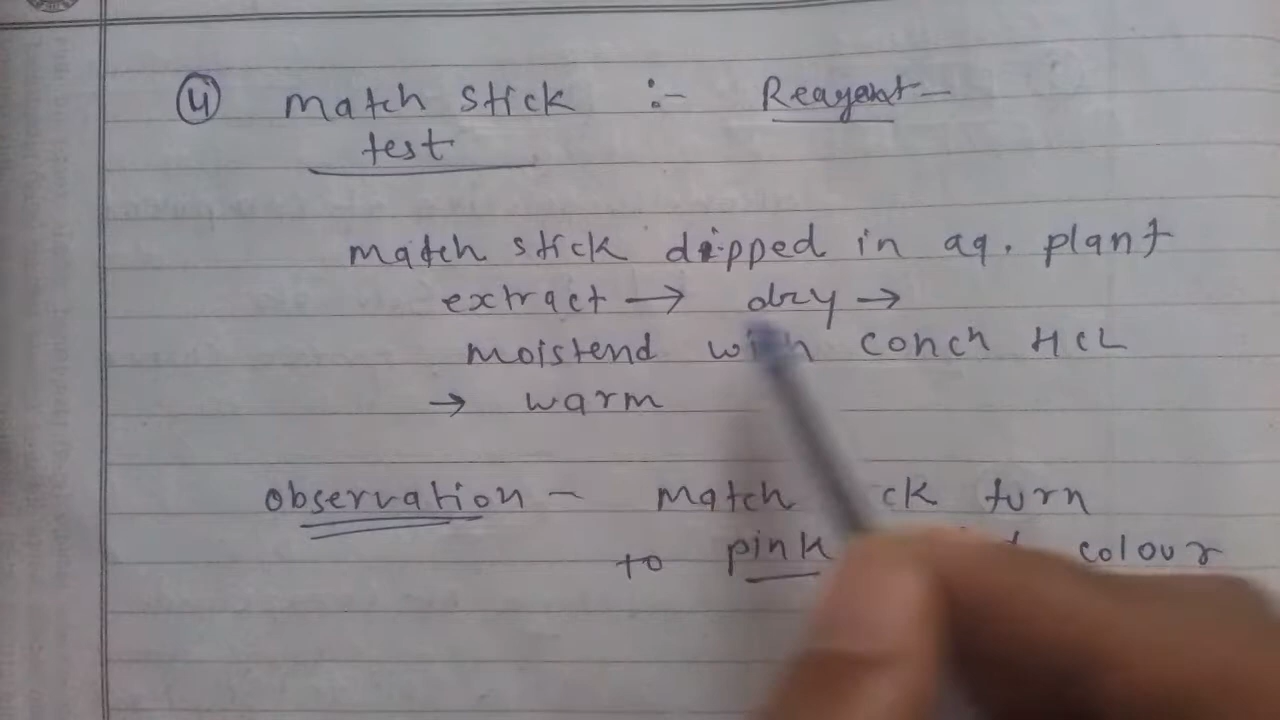 ④ Match stick :- Reagent-
test
Match stick dipped in aq. plant
extract → dry →
moistend with conch HCL
→ warm
observation - Match turn
to pink colour